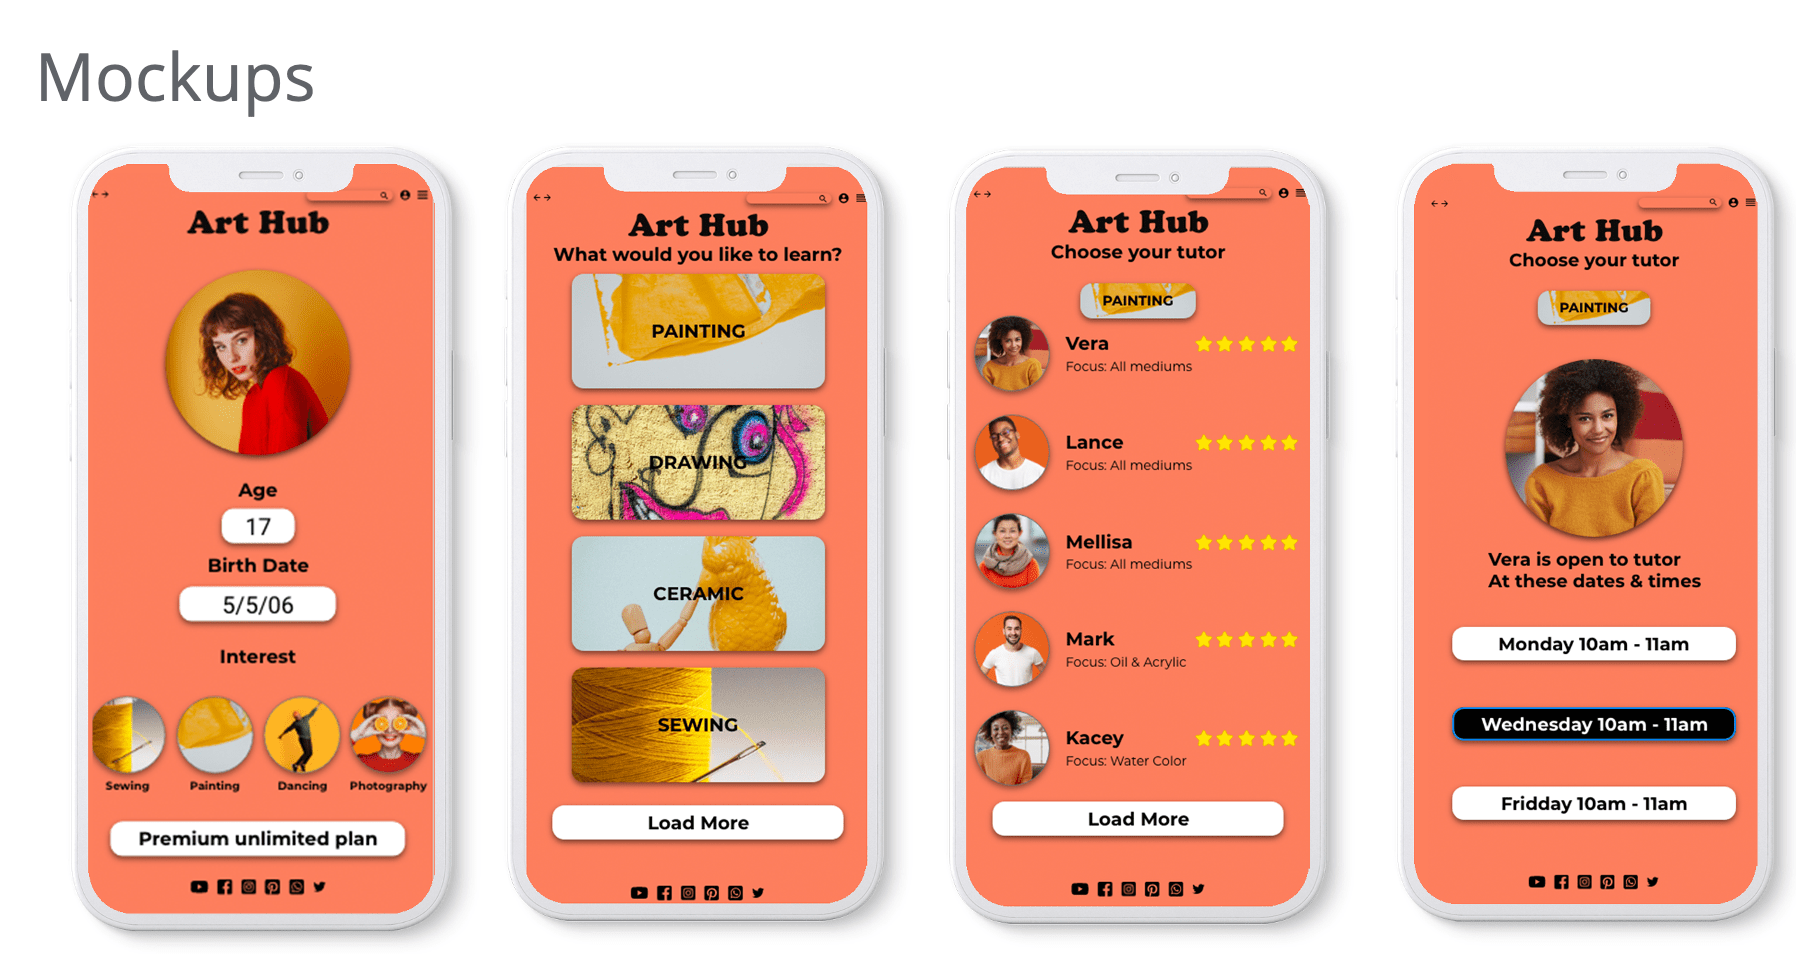 Mockups
Art Hub
Age
17
Birth Date
5/5/06
Interest
Sewing
Painting
Dancing
Photography
Premium unlimited plan
Art Hub
What would you like to learn?
PAINTING
DRAWING
CERAMIC
SEWING
Load More
Art Hub
Choose your tutor
PAINTING
Vera
Focus: All mediums
Lance
Focus: All mediums
Mellisa
Focus: All mediums
Mark
Focus: Oil & Acrylic
Kacey
Focus: Water Color
Load More
Art Hub
Choose your tutor
PAINTING
Vera is open to tutor
At these dates & times
Monday 10am - 11am
Wednesday 10am - 11am
Fridday 10am - 11am